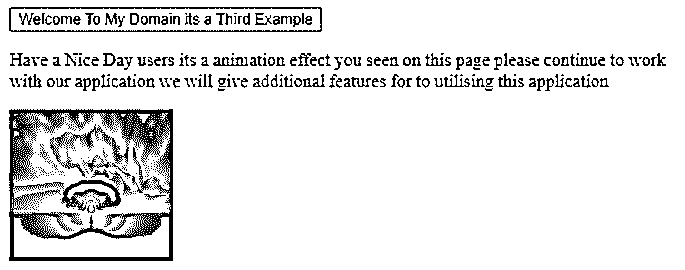 Welcome To My Domain its a Third Example
Have a Nice Day users its a animation effect you seen on this page please continue to work
with our application we will give additional features for to utilising this application